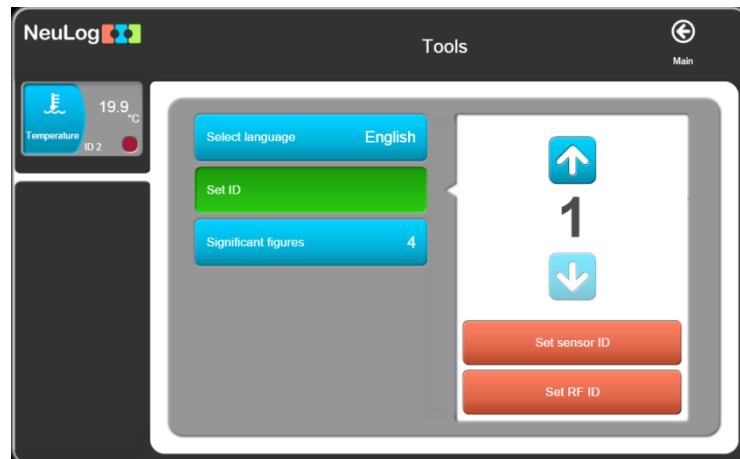 NeuLog
Tools
Main
19.9
°C
Temperature
ID 2
Select language English
Set ID
Significant figures 4
1
Set sensor ID
Set RF ID